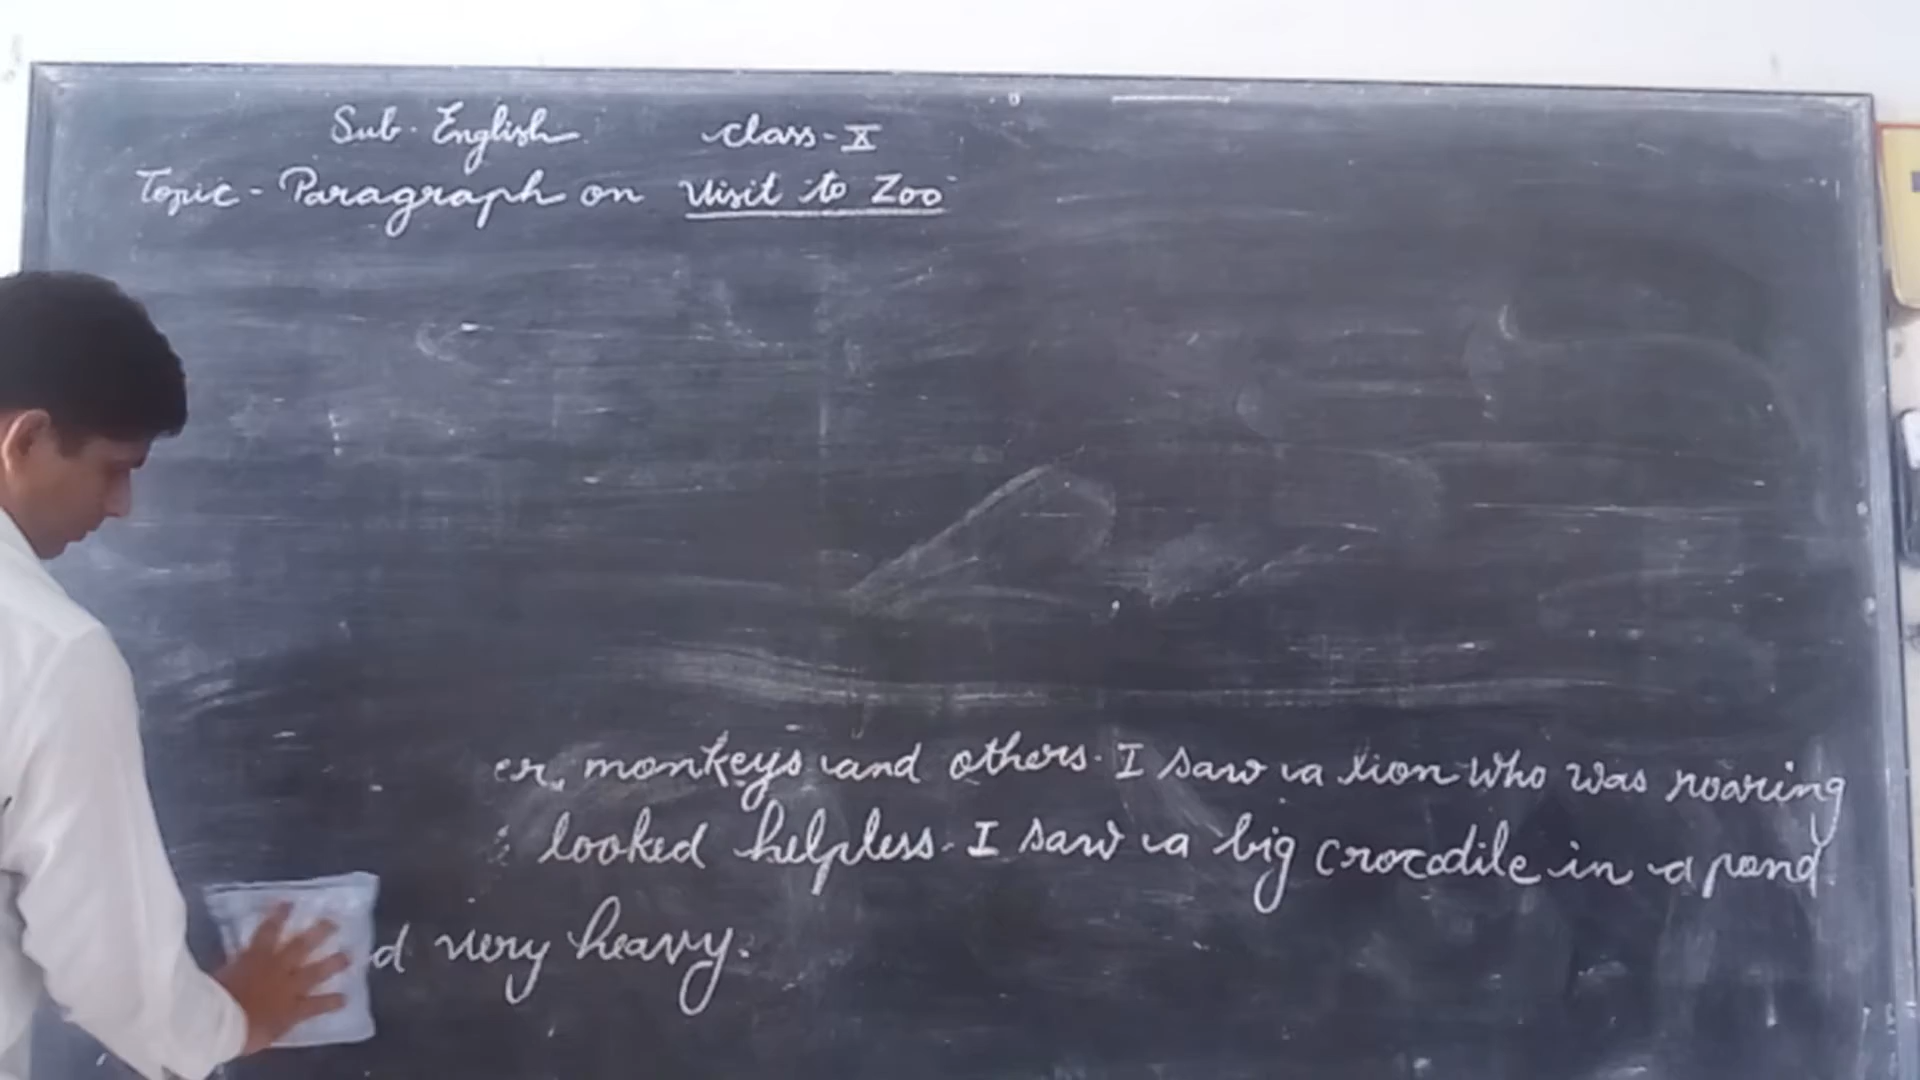 Sub. English class-X
Topic - Paragraph on Visit to Zoo
monkeys and others. I saw a lion who was roaring
looked helpless. I saw a big crocodile in a pond.
very heavy.